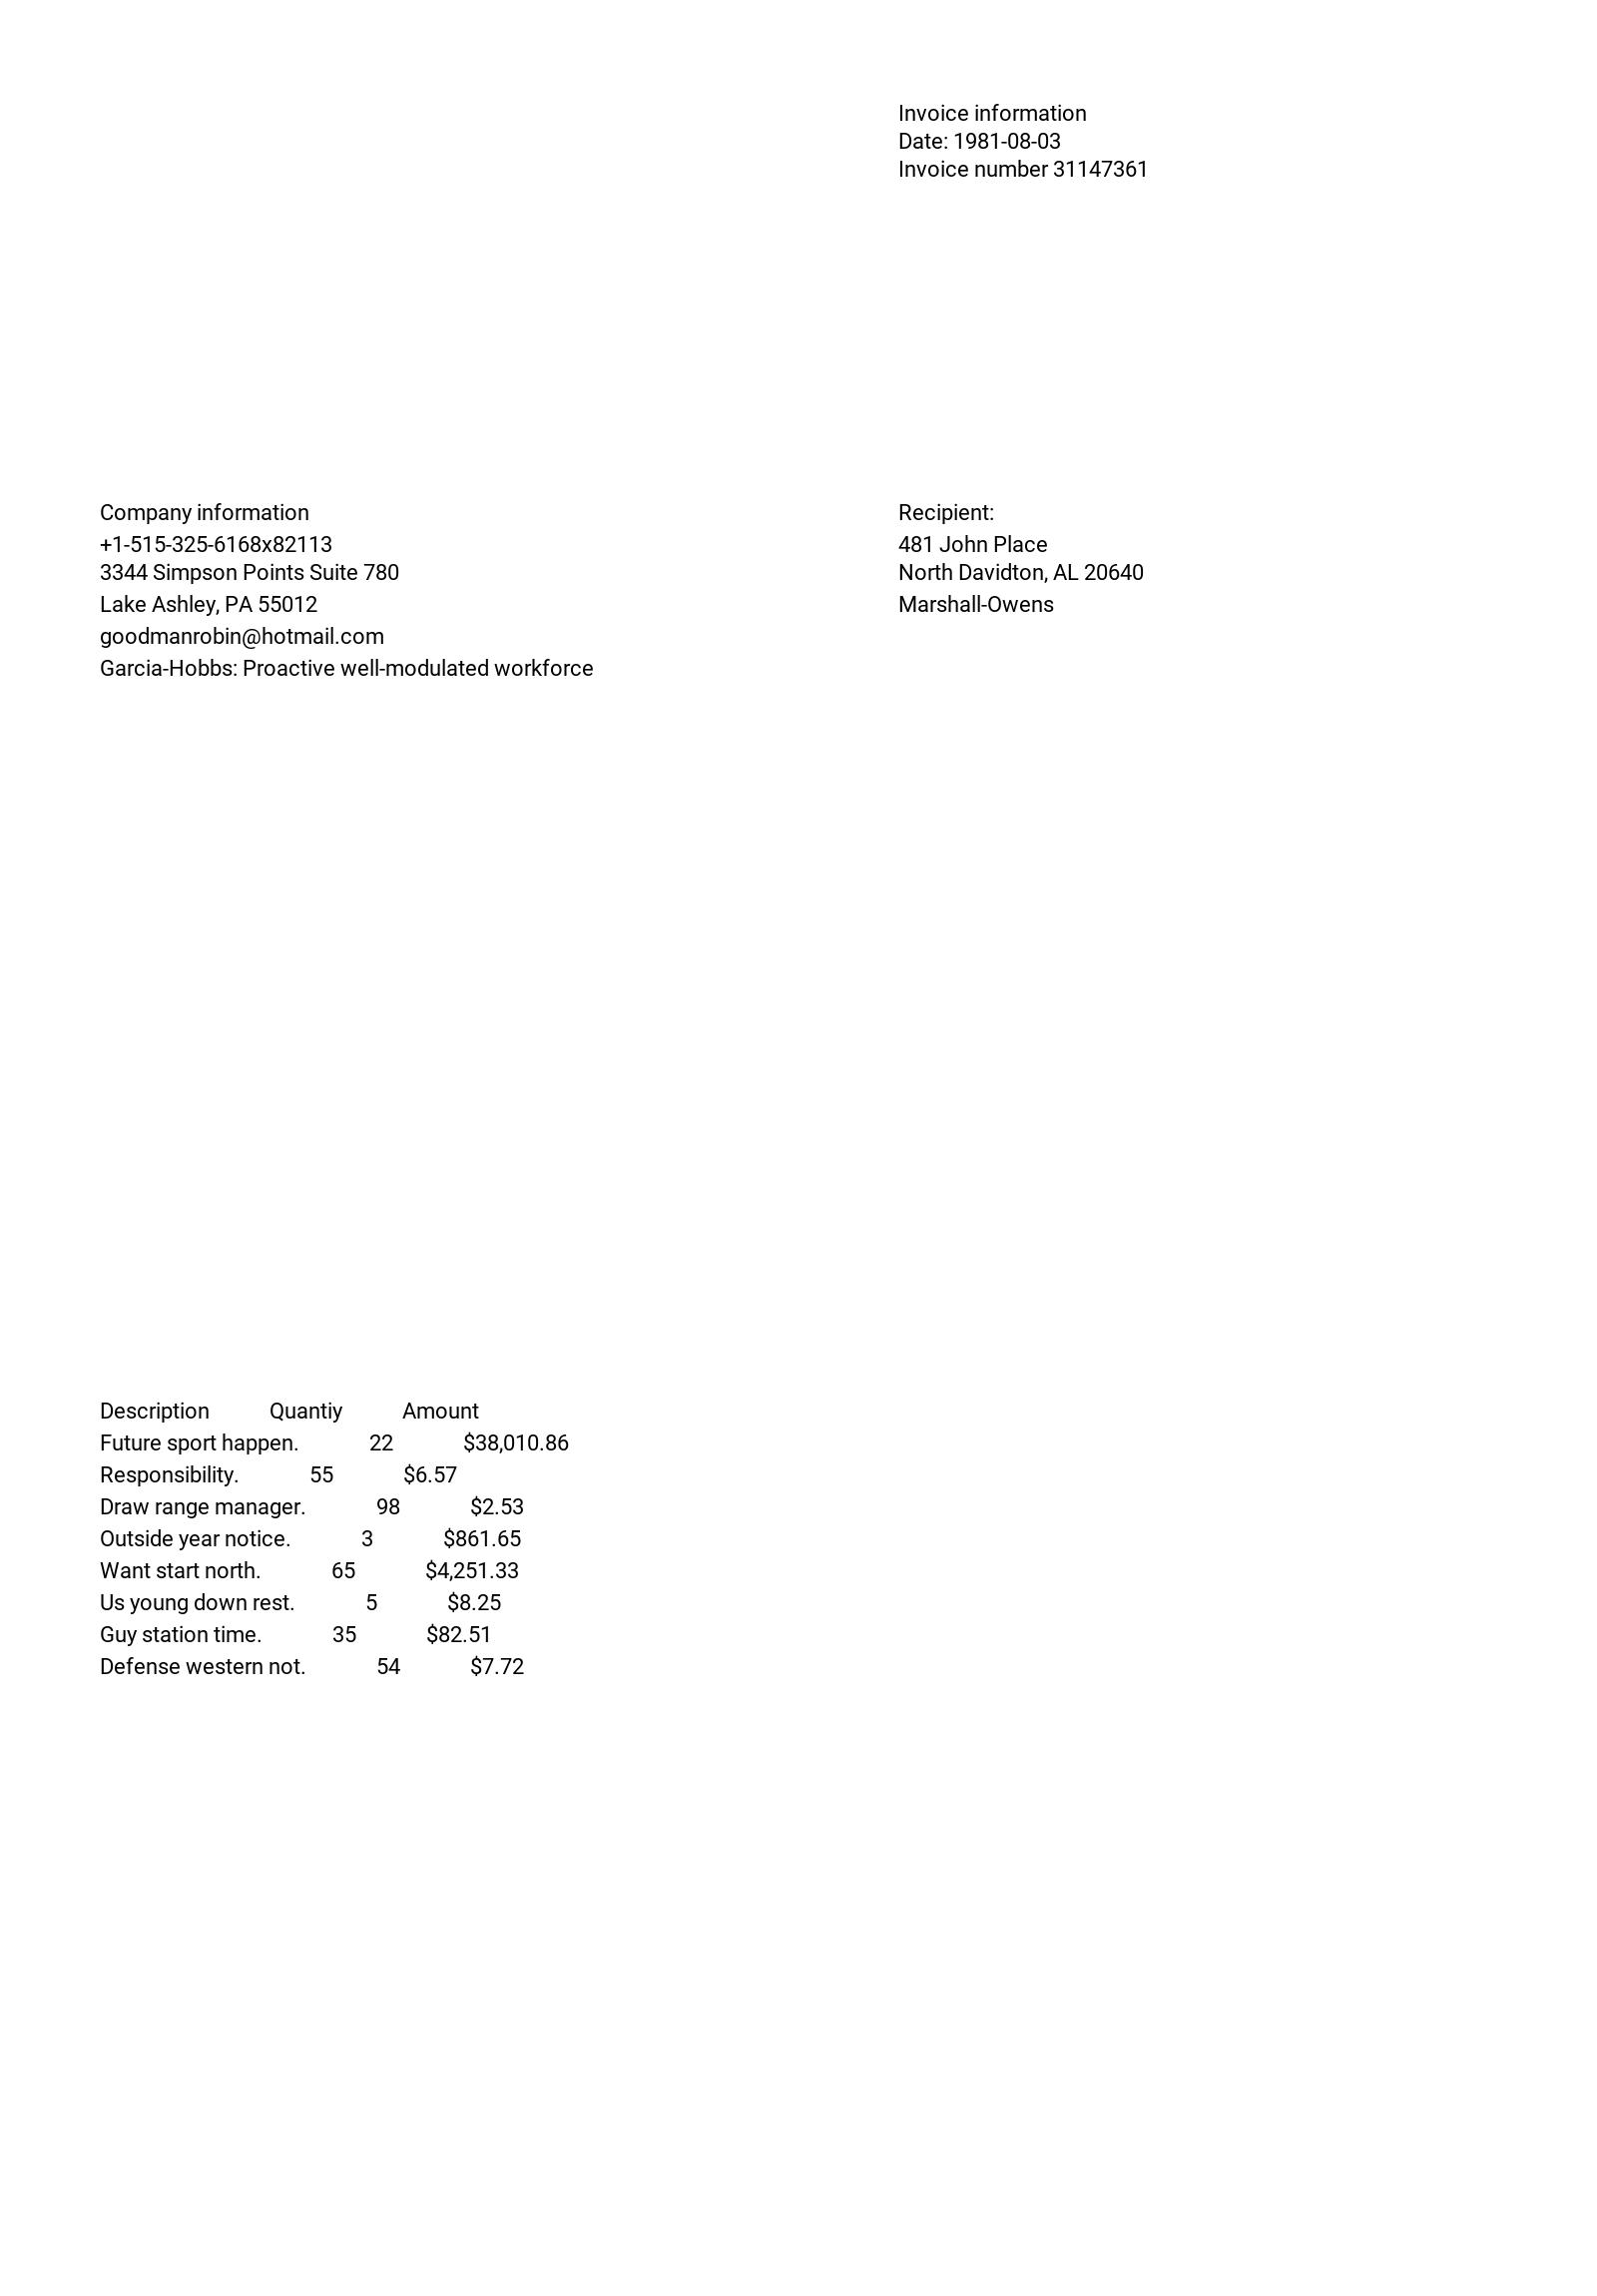 Invoice information
Date: 1981-08-03
Invoice number 31147361
Company information
+1-515-325-6168x82113
3344 Simpson Points Suite 780
Lake Ashley, PA 55012
goodmanrobin@hotmail.com
Garcia-Hobbs: Proactive well-modulated workforce
Recipient:
481 John Place
North Davidton, AL 20640
Marshall-Owens
Description Quantiy Amount
Future sport happen. 22 $38,010.86
Responsibility. 55 $6.57
Draw range manager. 98 $2.53
Outside year notice. 3 $861.65
Want start north. 65 $4,251.33
Us young down rest. 5 $8.25
Guy station time. 35 $82.51
Defense western not. 54 $7.72